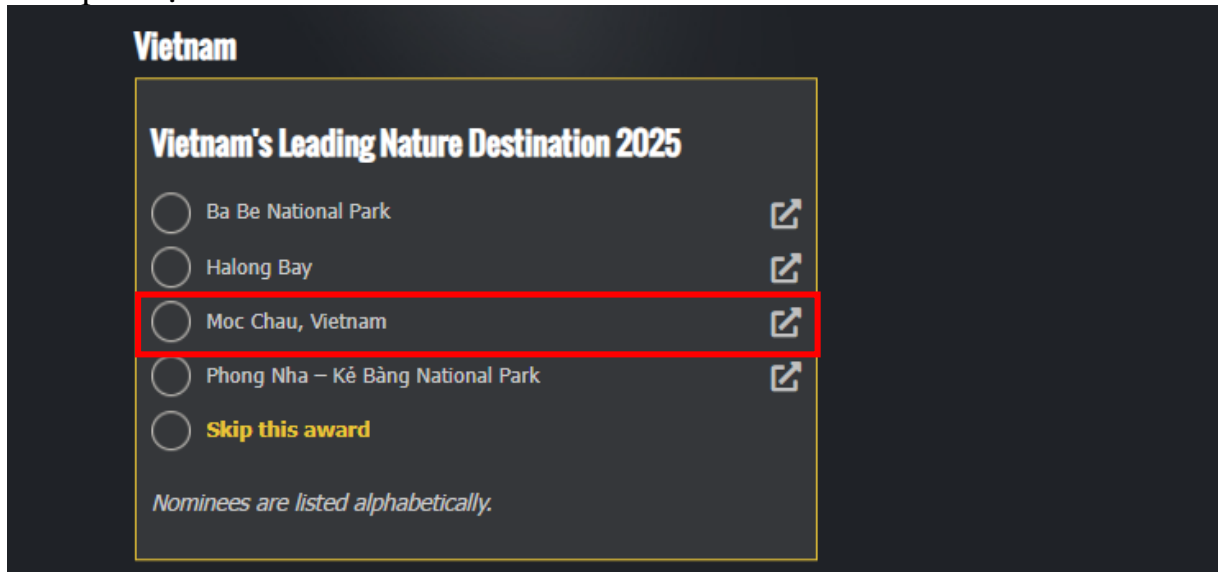 Vietnam
Vietnam's Leading Nature Destination 2025
Ba Be National Park
Halong Bay
Moc Chau, Vietnam
Phong Nha – Kẻ Bàng National Park
Skip this award
Nominees are listed alphabetically.